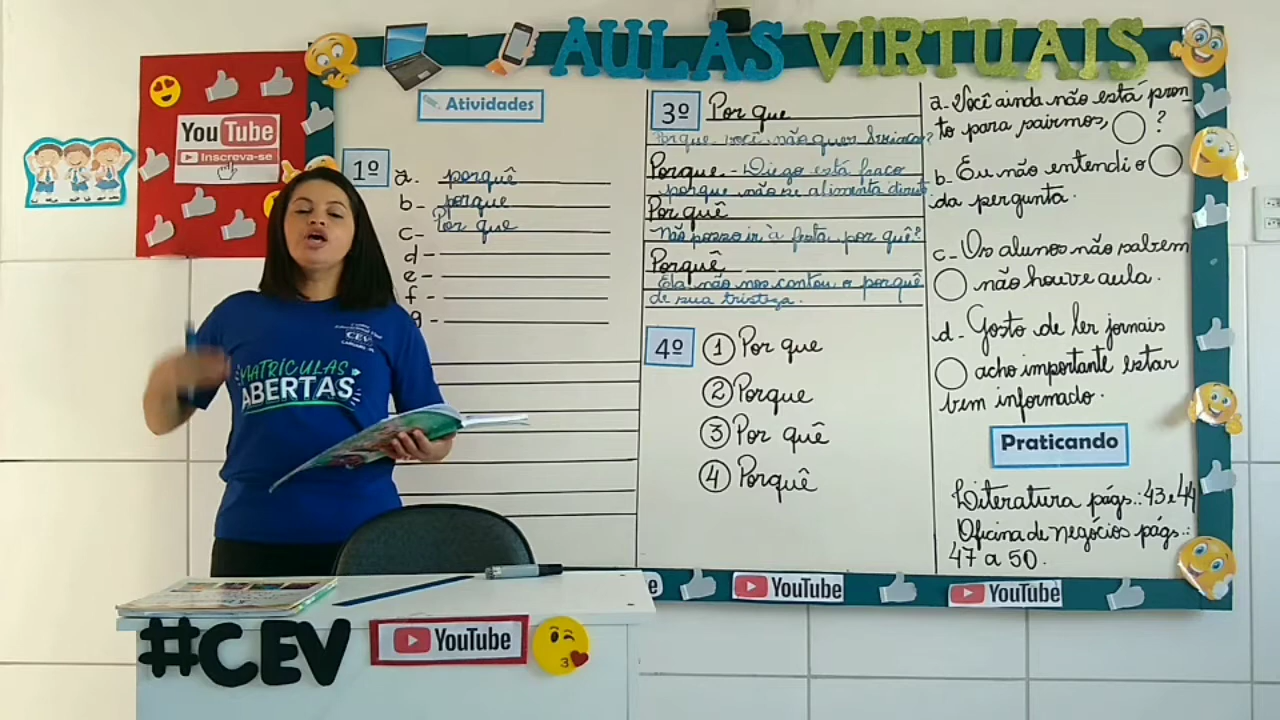 AULAS VIRTUAIS
YouTube
Inscreva-se
Atividades
1º
a. porquê
b- porque
c- Por que
d-
e-
f-
g-
3º Por que
Porque você não quer brincar?
Porque - Diego está fraco
porque não se alimenta direito.
Por quê
Não posso ir à festa por quê?
Porquê
Ela não nos contou o porquê
de sua tristeza.
4º 1 Por que
2 Porque
3 Por quê
4 Porquê
a- Você ainda não está pron_
to para sairmos, ?
b- Eu não entendi o
da pergunta.
c- Os alunos não sabem
não houve aula.
d- Gosto de ler jornais
acho importante estar
bem informado.
Praticando
Literatura págs.: 43 e 44
Oficina de negócios págs.:
47 a 50.
CEV
MATRÍCULAS
ABERTAS
YouTube
YouTube
#CEV
YouTube